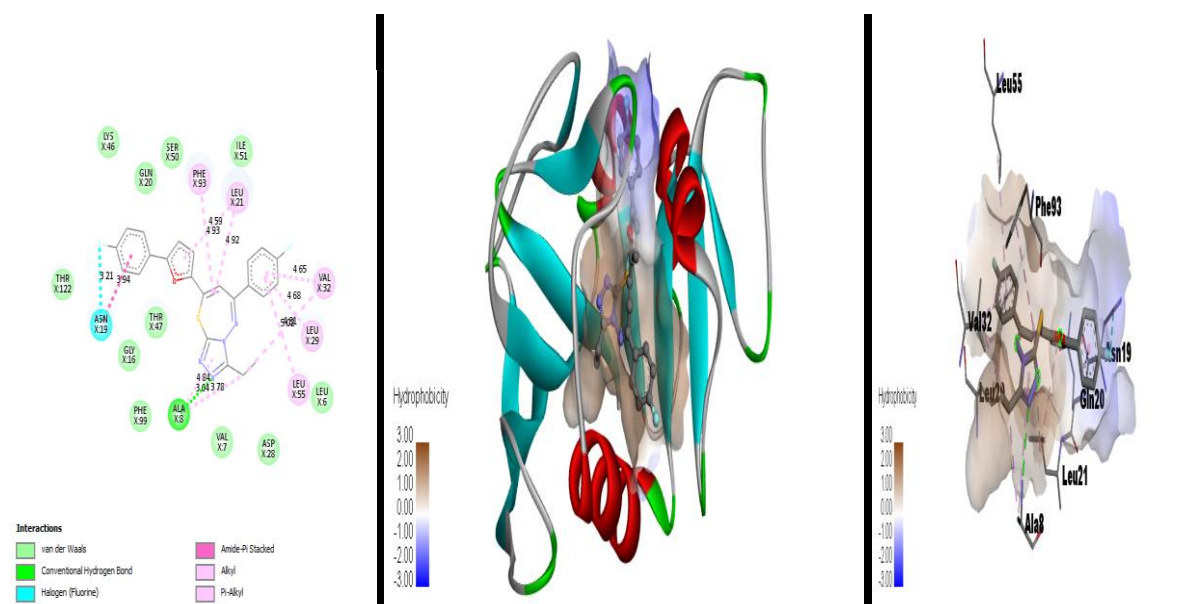 LYS
X:46
GLN
X:20
SER
X:50
PHE
X:93
ILE
X:51
LEU
X:21
4.59
4.93
4.92
4.65
VAL
X:32
4.68
LEU
X:29
THR
X:122
3.21
3.94
ASN
X:19
THR
X:47
GLY
X:16
4.84
3.04
3.78
LEU
X:55
LEU
X:6
PHE
X:99
ALA
X:8
VAL
X:7
ASP
X:28
Interactions
van der Waals
Conventional Hydrogen Bond
Halogen (Fluorine)
Amide-Pi Stacked
Alkyl
Pi-Alkyl
Hydrophobicity
3.00
2.00
1.00
0.00
-1.00
-2.00
-3.00
Leu55
Phe93
Val32
Asn19
Gln20
Leu21
Ala8
Hydrophobicity
3.00
2.00
1.00
0.00
-1.00
-2.00
-3.00